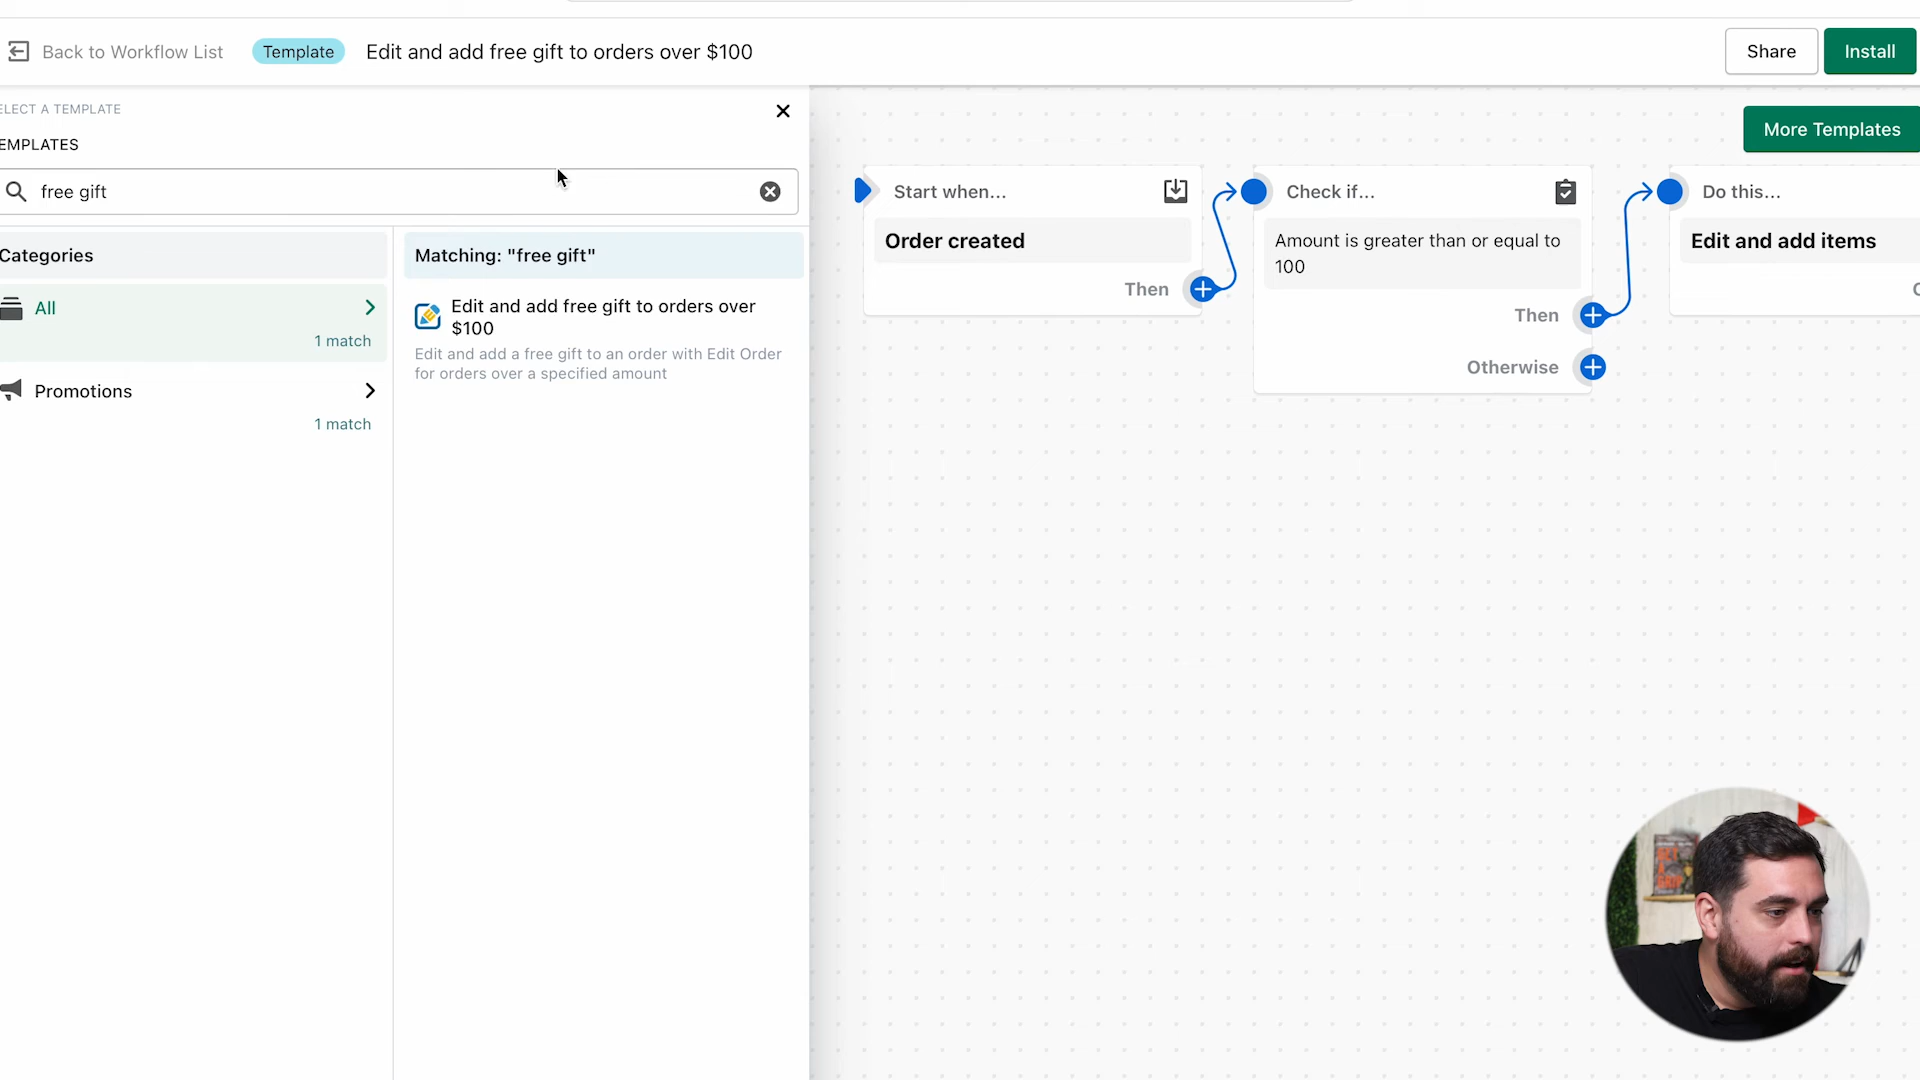 Back to Workflow List
Template
Edit and add free gift to orders over $100
Share
Install
ELECT A TEMPLATE
EMPLATES
free gift
Categories
All
1 match
Promotions
1 match
Matching: "free gift"
Edit and add free gift to orders over
$100
Edit and add a free gift to an order with Edit Order
for orders over a specified amount
More Templates
Start when...
Order created
Then
Check if...
Amount is greater than or equal to
100
Then
Otherwise
Do this...
Edit and add items